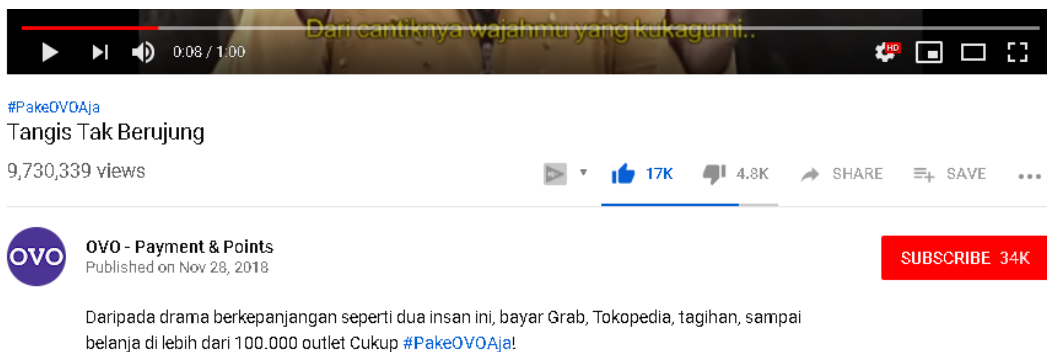 Dari cantiknya wajahmu yang kukagumi..
0:08 / 1:00
HD
#PakeOVOAja
Tangis Tak Berujung
9,730,339 views
17K
4.8K
SHARE
SAVE
OVO
OVO - Payment & Points
Published on Nov 28, 2018
SUBSCRIBE 34K
Daripada drama berkepanjangan seperti dua insan ini, bayar Grab, Tokopedia, tagihan, sampai
belanja di lebih dari 100.000 outlet Cukup #PakeOVOAja!